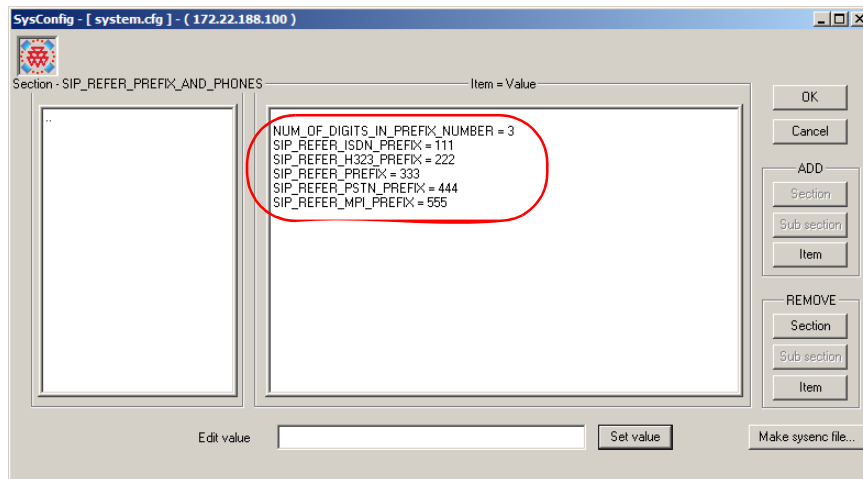 SysConfig - [ system.cfg ] - ( 172.22.188.100 )
Section - SIP_REFER_PREFIX_AND_PHONES
Item = Value
..
NUM_OF_DIGITS_IN_PREFIX_NUMBER = 3
SIP_REFER_ISDN_PREFIX = 111
SIP_REFER_H323_PREFIX = 222
SIP_REFER_PREFIX = 333
SIP_REFER_PSTN_PREFIX = 444
SIP_REFER_MPI_PREFIX = 555
OK
Cancel
ADD
Section
Sub section
Item
REMOVE
Section
Sub section
Item
Edit value
Set value
Make sysenc file...